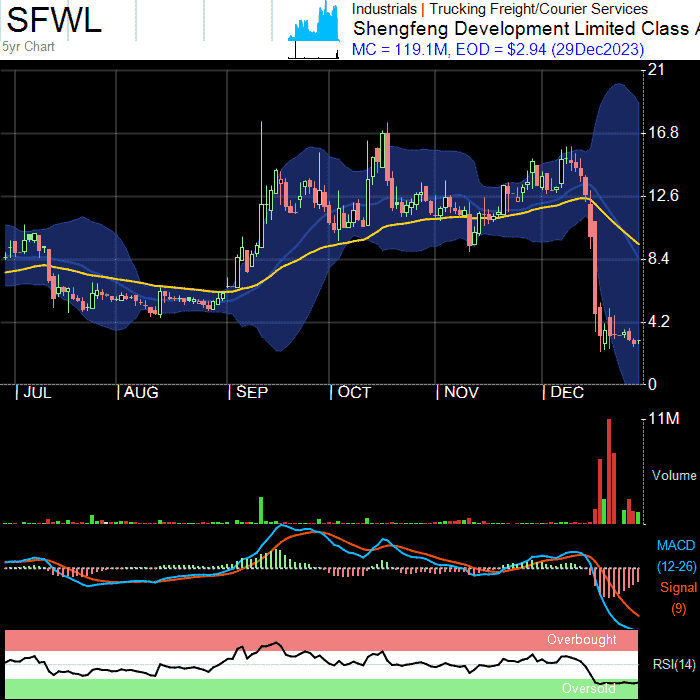 SFWL
5yr Chart
Industrials | Trucking Freight/Courier Services
Shengfeng Development Limited Class A
MC = 119.1M, EOD = $2.94 (29Dec2023)
21
16.8
12.6
8.4
4.2
0
JUL AUG SEP OCT NOV DEC
11M
Volume
MACD
(12-26)
Signal
(9)
Overbought
RSI(14)
Oversold